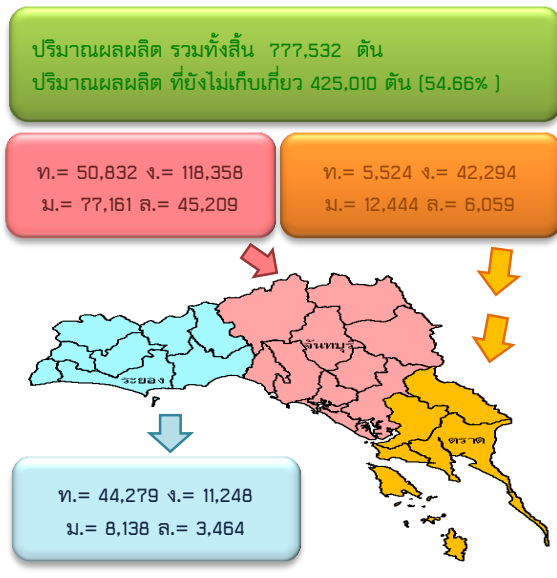 ปริมาณผลผลิต รวมทั้งสิ้น 777,532 ตัน
ปริมาณผลผลิต ที่ยังไม่เก็บเกี่ยว 425,010 ตัน (54.66% )
ท.= 50,832 ง.= 118,358
ม.= 77,161 ล.= 45,209
ท.= 5,524 ง.= 42,294
ม.= 12,444 ล.= 6,059
จันทบุรี
ระยอง
ตราด
ท.= 44,279 ง.= 11,248
ม.= 8,138 ล.= 3,464